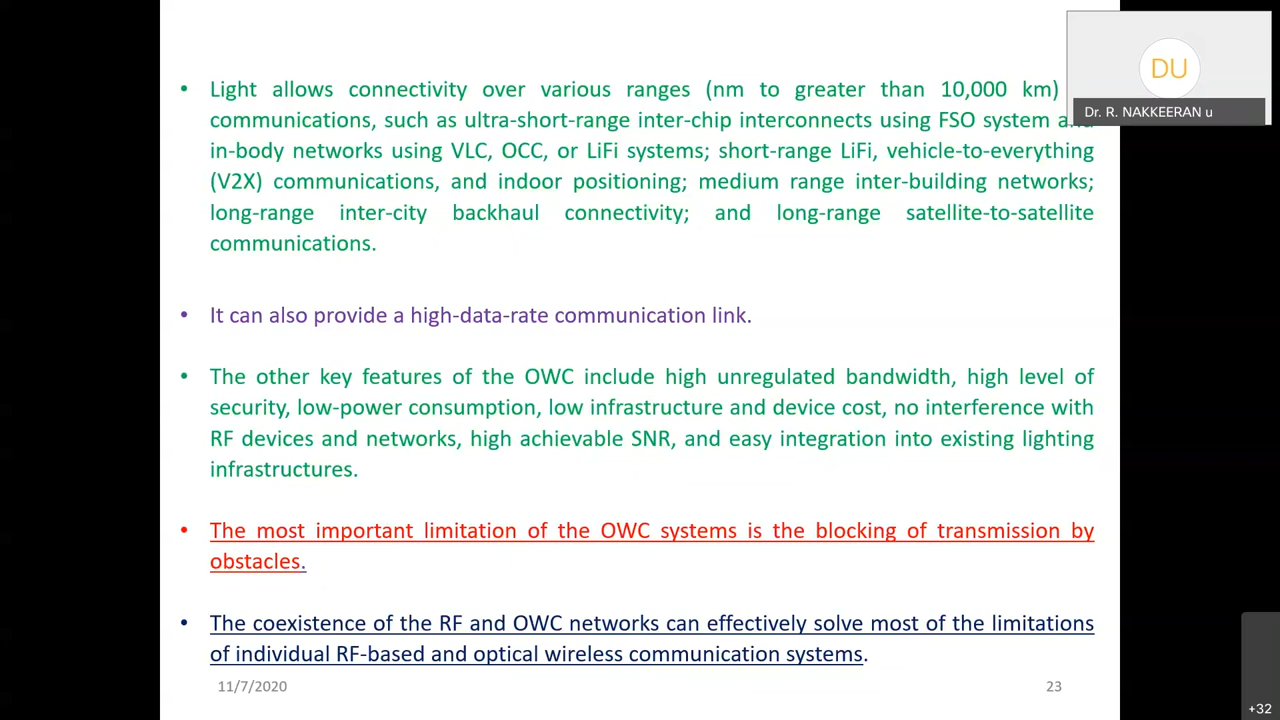 • Light allows connectivity over various ranges (nm to greater than 10,000 km)
communications, such as ultra-short-range inter-chip interconnects using FSO system and
in-body networks using VLC, OCC, or LiFi systems; short-range LiFi, vehicle-to-everything
(V2X) communications, and indoor positioning; medium range inter-building networks;
long-range inter-city backhaul connectivity; and long-range satellite-to-satellite
communications.
• It can also provide a high-data-rate communication link.
• The other key features of the OWC include high unregulated bandwidth, high level of
security, low-power consumption, low infrastructure and device cost, no interference with
RF devices and networks, high achievable SNR, and easy integration into existing lighting
infrastructures.
• The most important limitation of the OWC systems is the blocking of transmission by
obstacles.
• The coexistence of the RF and OWC networks can effectively solve most of the limitations
of individual RF-based and optical wireless communication systems.
11/7/2020
23
DU
Dr. R. NAKKEERAN u
+32